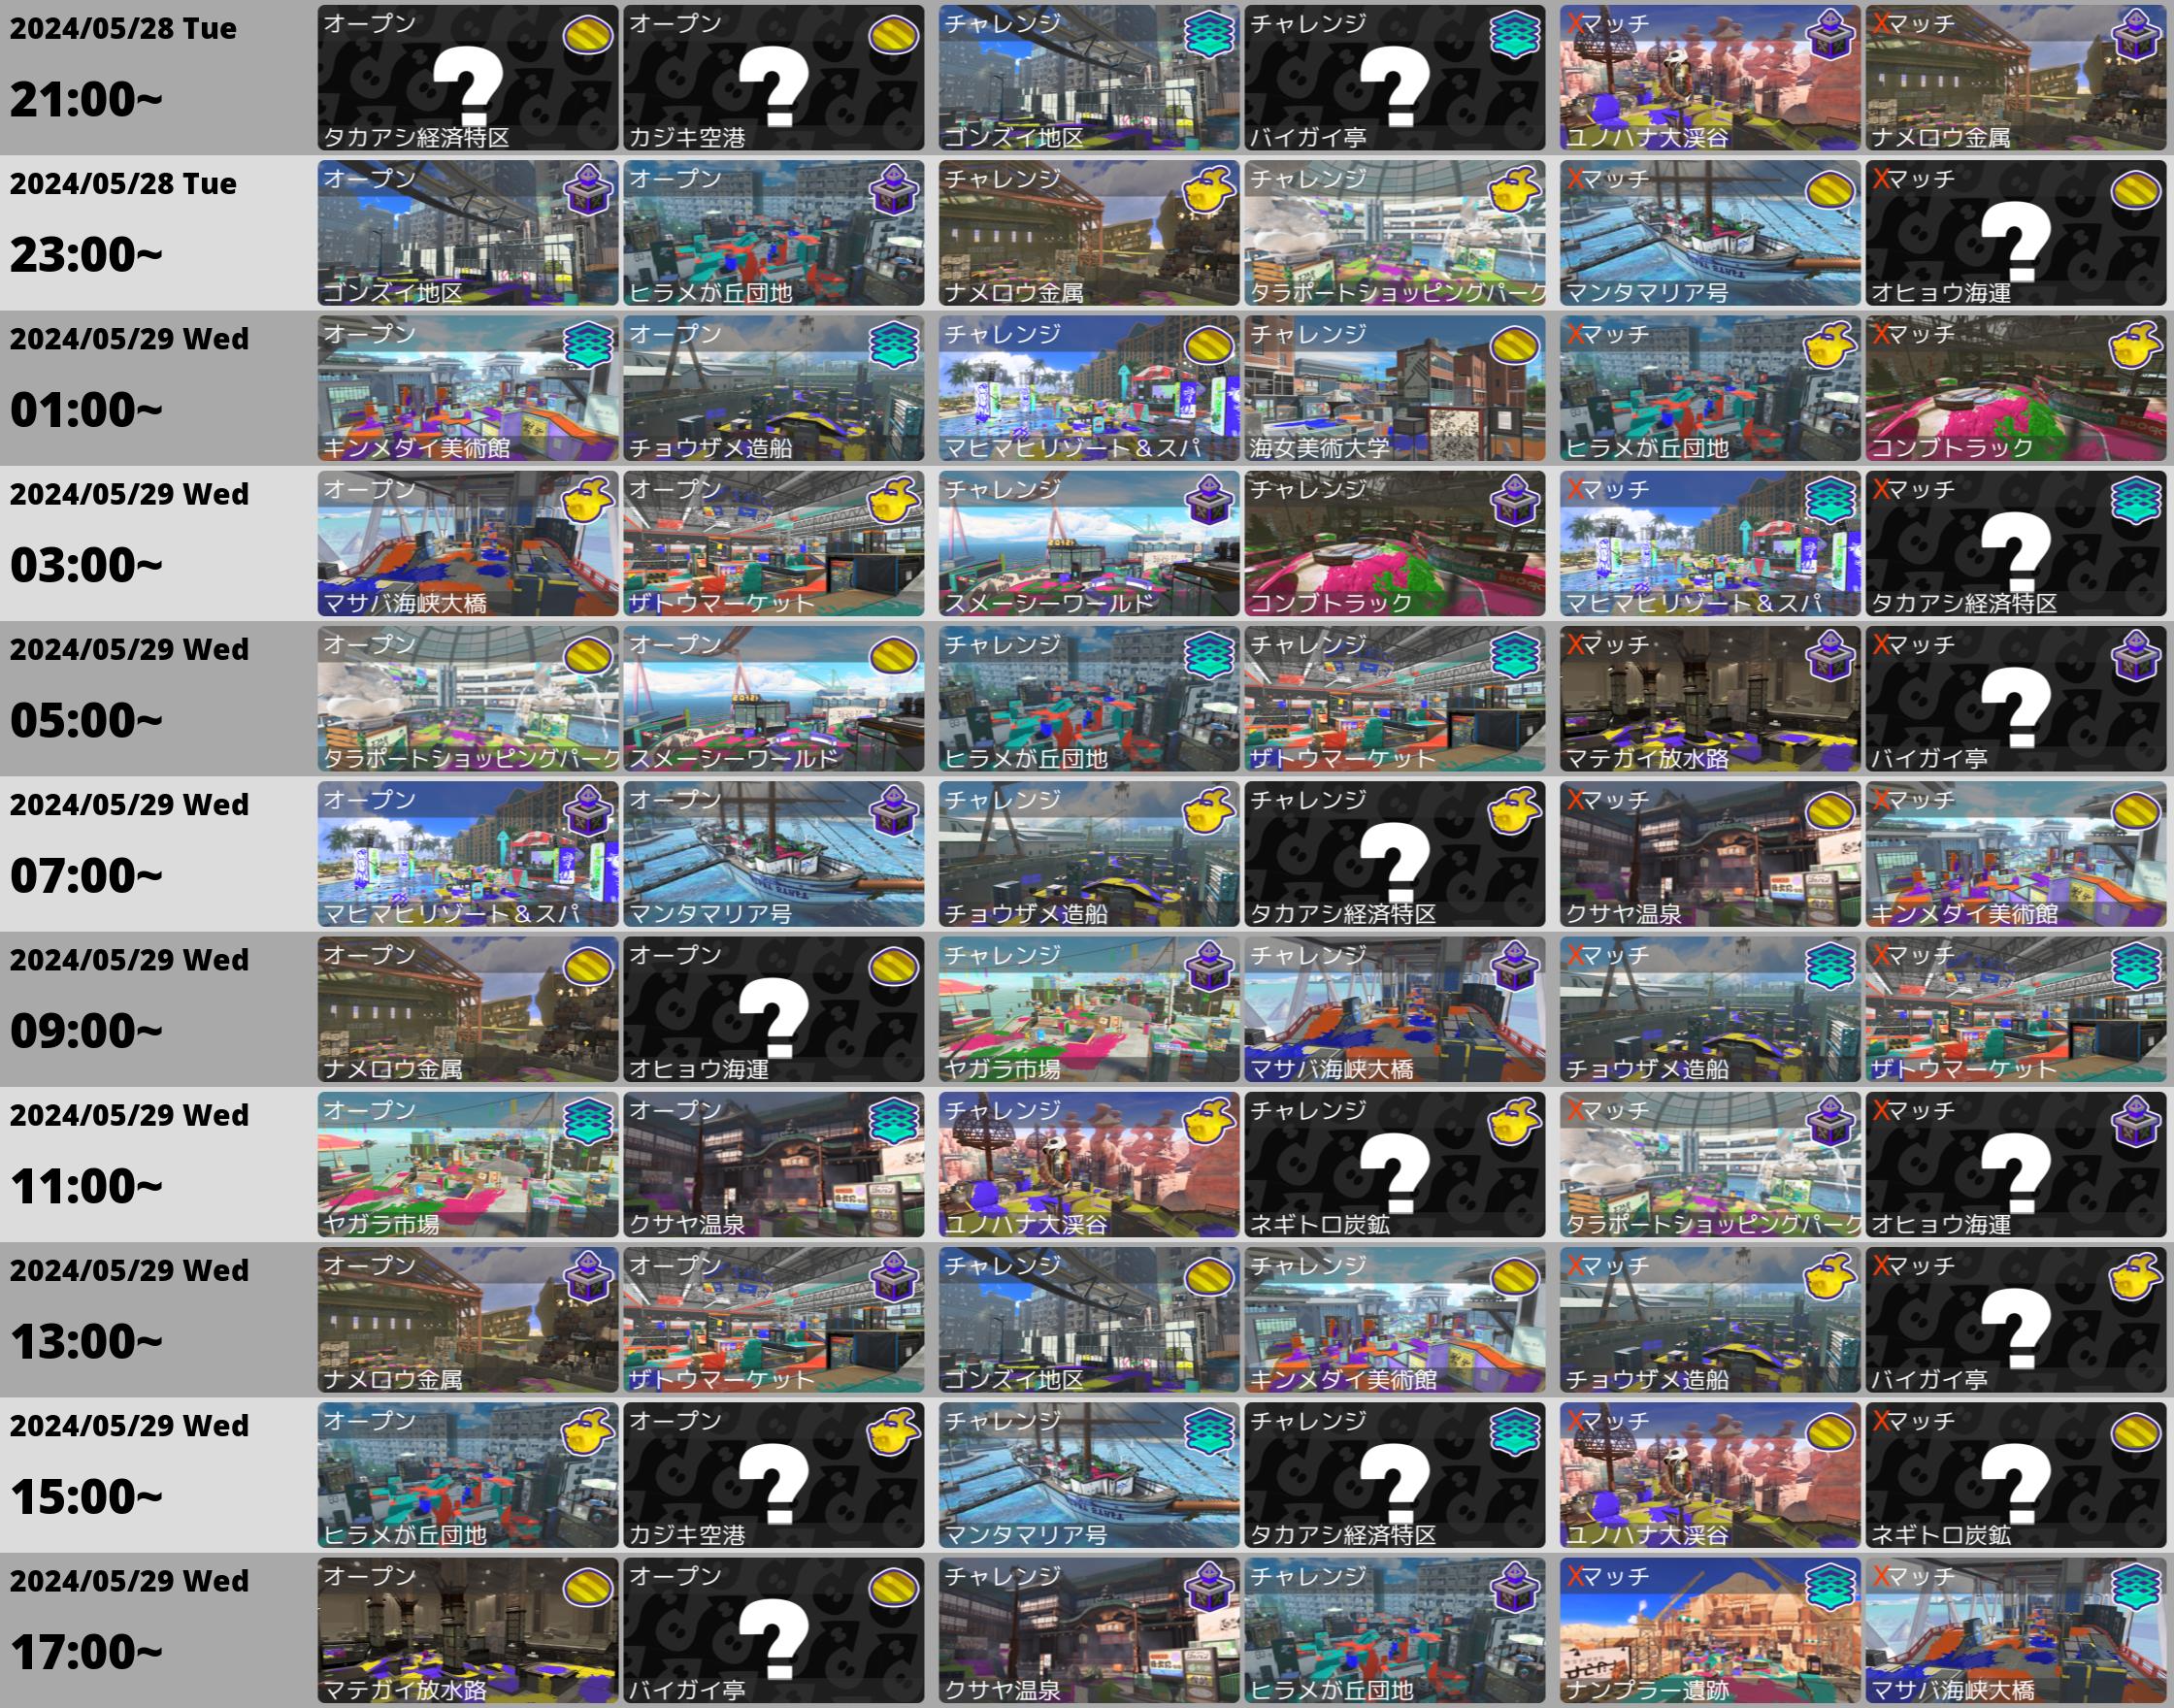 2024/05/28 Tue
21:00~
オープン
タカアシ経済特区
オープン
カジキ空港
チャレンジ
ゴンズイ地区
チャレンジ
バイガイ亭
Xマッチ
ユノハナ大渓谷
Xマッチ
ナメロウ金属
2024/05/28 Tue
23:00~
オープン
ゴンズイ地区
オープン
ヒラメが丘団地
チャレンジ
ナメロウ金属
チャレンジ
タラポートショッピングパーク
Xマッチ
マンタマリア号
Xマッチ
オヒョウ海運
2024/05/29 Wed
01:00~
オープン
キンメダイ美術館
オープン
チョウザメ造船
チャレンジ
マヒマヒリゾート&スパ
チャレンジ
海女美術大学
Xマッチ
ヒラメが丘団地
Xマッチ
コンブトラック
2024/05/29 Wed
03:00~
オープン
マサバ海峡大橋
オープン
ザトウマーケット
チャレンジ
スメーシーワールド
チャレンジ
コンブトラック
Xマッチ
マヒマヒリゾート&スパ
Xマッチ
タカアシ経済特区
2024/05/29 Wed
05:00~
オープン
タラポートショッピングパーク
オープン
スメーシーワールド
チャレンジ
ヒラメが丘団地
チャレンジ
ザトウマーケット
Xマッチ
マテガイ放水路
Xマッチ
バイガイ亭
2024/05/29 Wed
07:00~
オープン
マヒマヒリゾート&スパ
オープン
マンタマリア号
チャレンジ
チョウザメ造船
チャレンジ
タカアシ経済特区
Xマッチ
クサヤ温泉
Xマッチ
キンメダイ美術館
2024/05/29 Wed
09:00~
オープン
ナメロウ金属
オープン
オヒョウ海運
チャレンジ
ヤガラ市場
チャレンジ
マサバ海峡大橋
Xマッチ
チョウザメ造船
Xマッチ
ザトウマーケット
2024/05/29 Wed
11:00~
オープン
ヤガラ市場
オープン
クサヤ温泉
チャレンジ
ユノハナ大渓谷
チャレンジ
ネギトロ炭鉱
Xマッチ
タラポートショッピングパーク
Xマッチ
オヒョウ海運
2024/05/29 Wed
13:00~
オープン
ナメロウ金属
オープン
ザトウマーケット
チャレンジ
ゴンズイ地区
チャレンジ
キンメダイ美術館
Xマッチ
チョウザメ造船
Xマッチ
バイガイ亭
2024/05/29 Wed
15:00~
オープン
ヒラメが丘団地
オープン
カジキ空港
チャレンジ
マンタマリア号
チャレンジ
タカアシ経済特区
Xマッチ
ユノハナ大渓谷
Xマッチ
ネギトロ炭鉱
2024/05/29 Wed
17:00~
オープン
マテガイ放水路
オープン
バイガイ亭
チャレンジ
クサヤ温泉
チャレンジ
ヒラメが丘団地
Xマッチ
ナンプラー遺跡
Xマッチ
マサバ海峡大橋